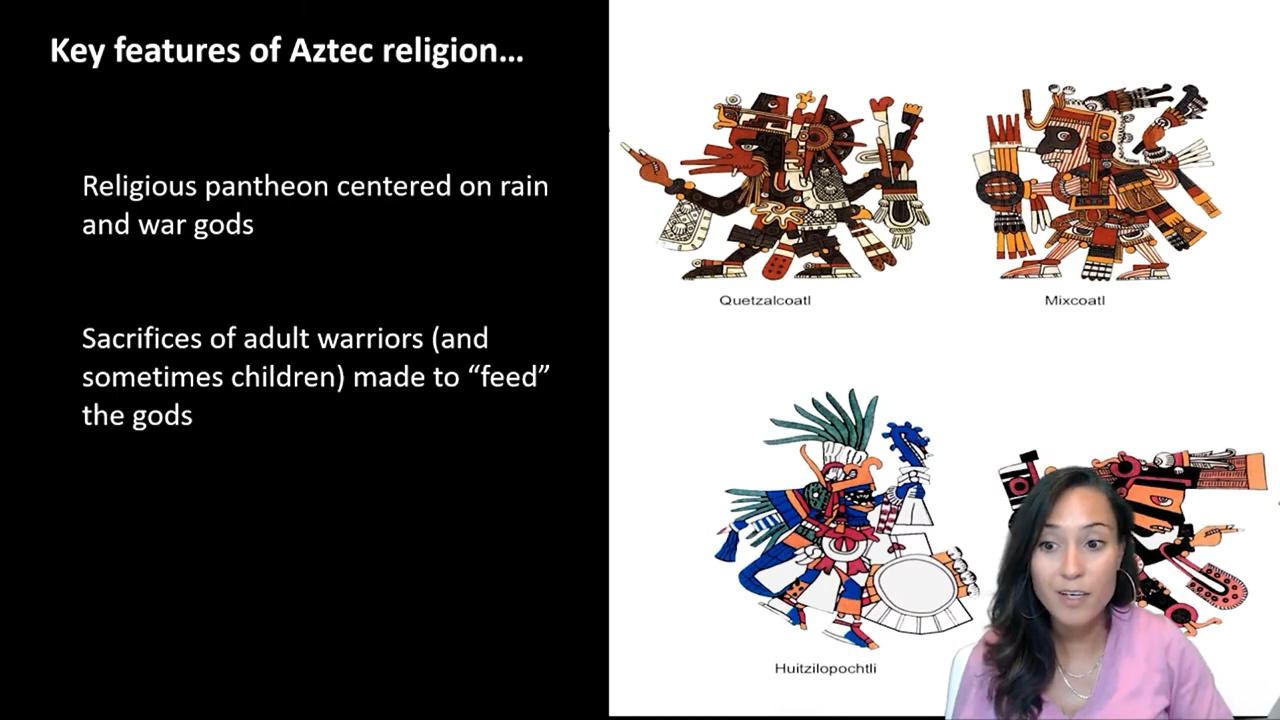 Key features of Aztec religion…
Religious pantheon centered on rain
and war gods
Sacrifices of adult warriors (and
sometimes children) made to “feed”
the gods
Quetzalcoatl
Mixcoatl
Huitzilopochtli